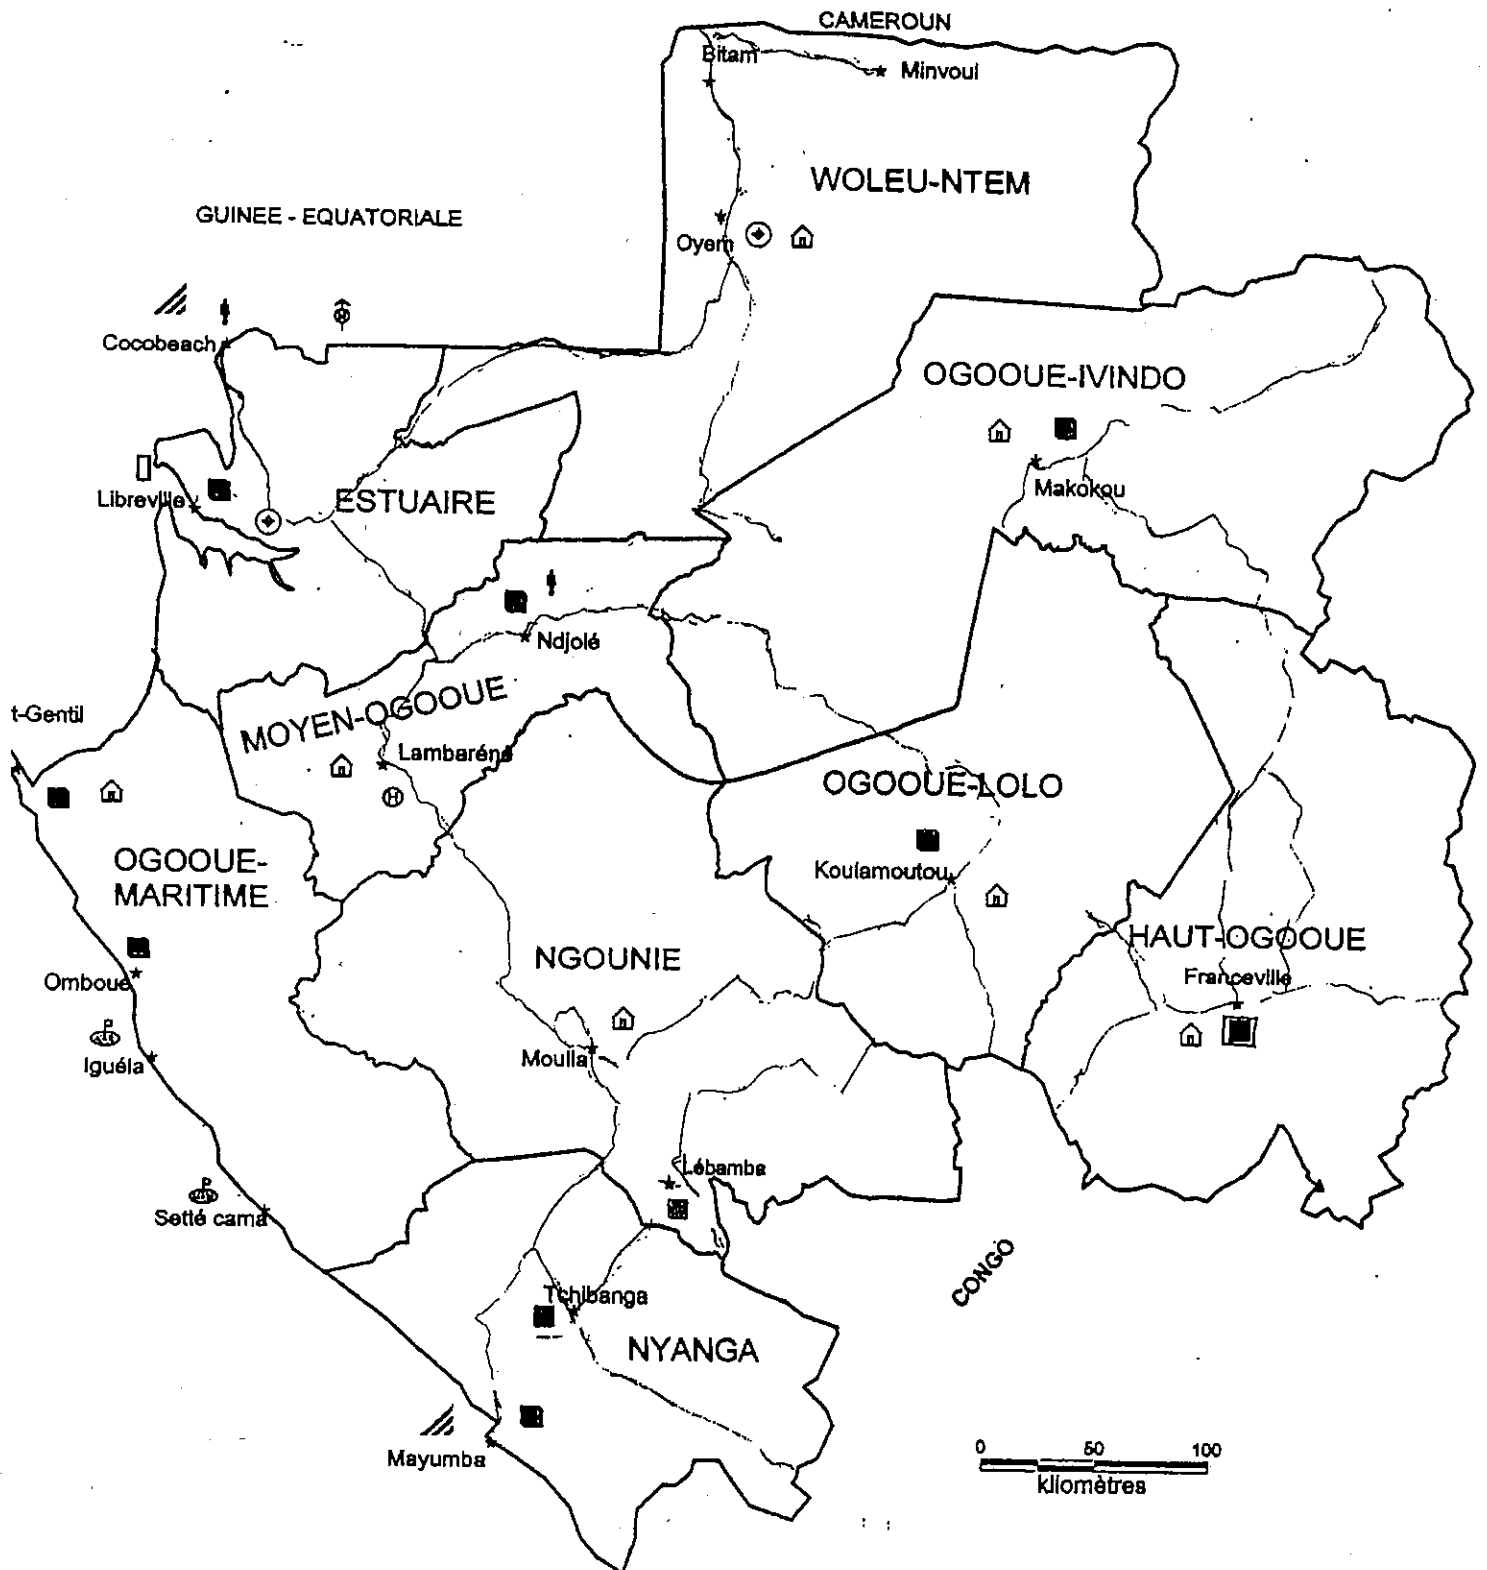 CAMEROUN
Bitam
Minvoul
WOLEU-NTEM
GUINEE - EQUATORIALE
Oyem
Cocobeach
OGOOUE-IVINDO
Libreville
ESTUAIRE
Makokou
Ndjolé
t-Gentil
MOYEN-OGOOUE
Lambaréné
OGOOUE-LOLO
OGOOUE-
MARITIME
Koulamoutou
NGOUNIE
HAUT-OGOOUE
Omboue
Franceville
Iguéla
Mouila
Lébamba
Setté cama
CONGO
Tchibanga
NYANGA
Mayumba
0 50 100
kilomètres